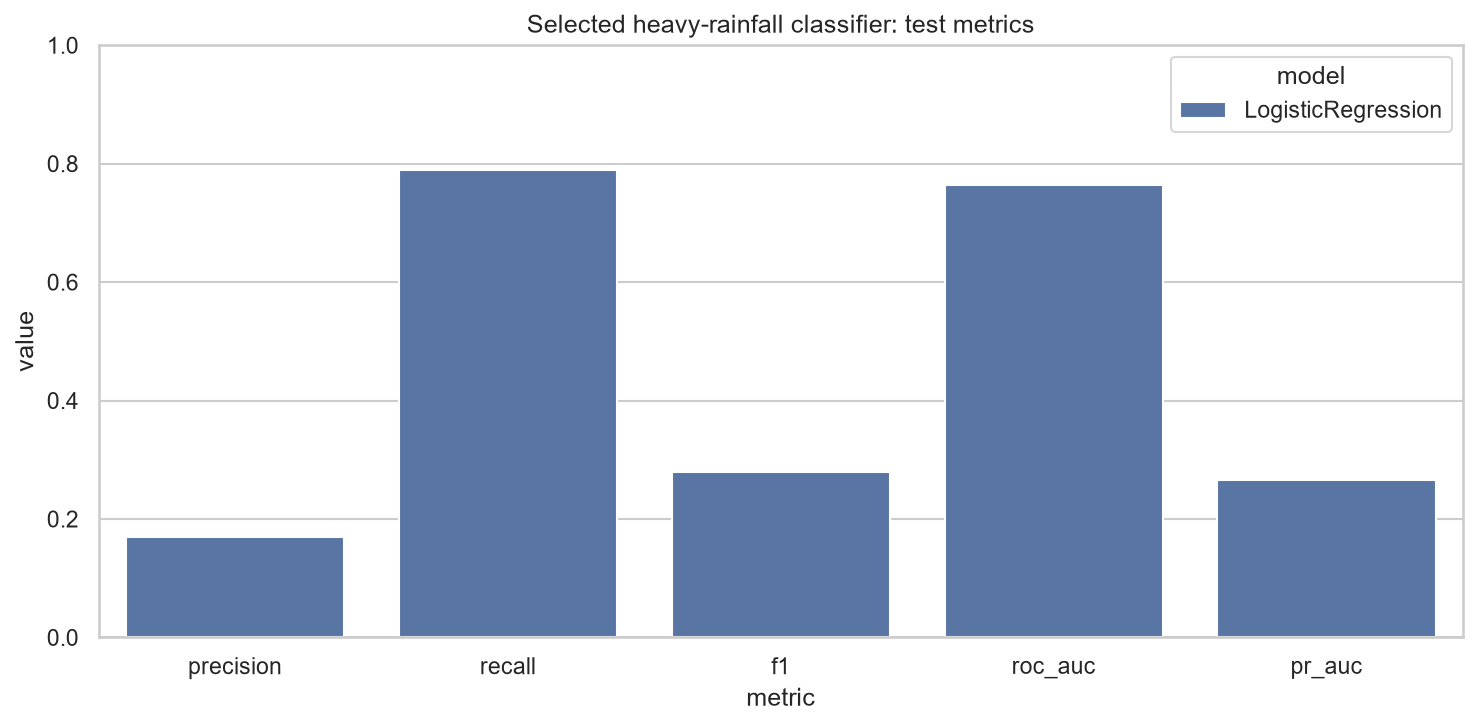 Selected heavy-rainfall classifier: test metrics
model
LogisticRegression
value
1.0
0.8
0.6
0.4
0.2
0.0
precision recall f1 roc_auc pr_auc
metric